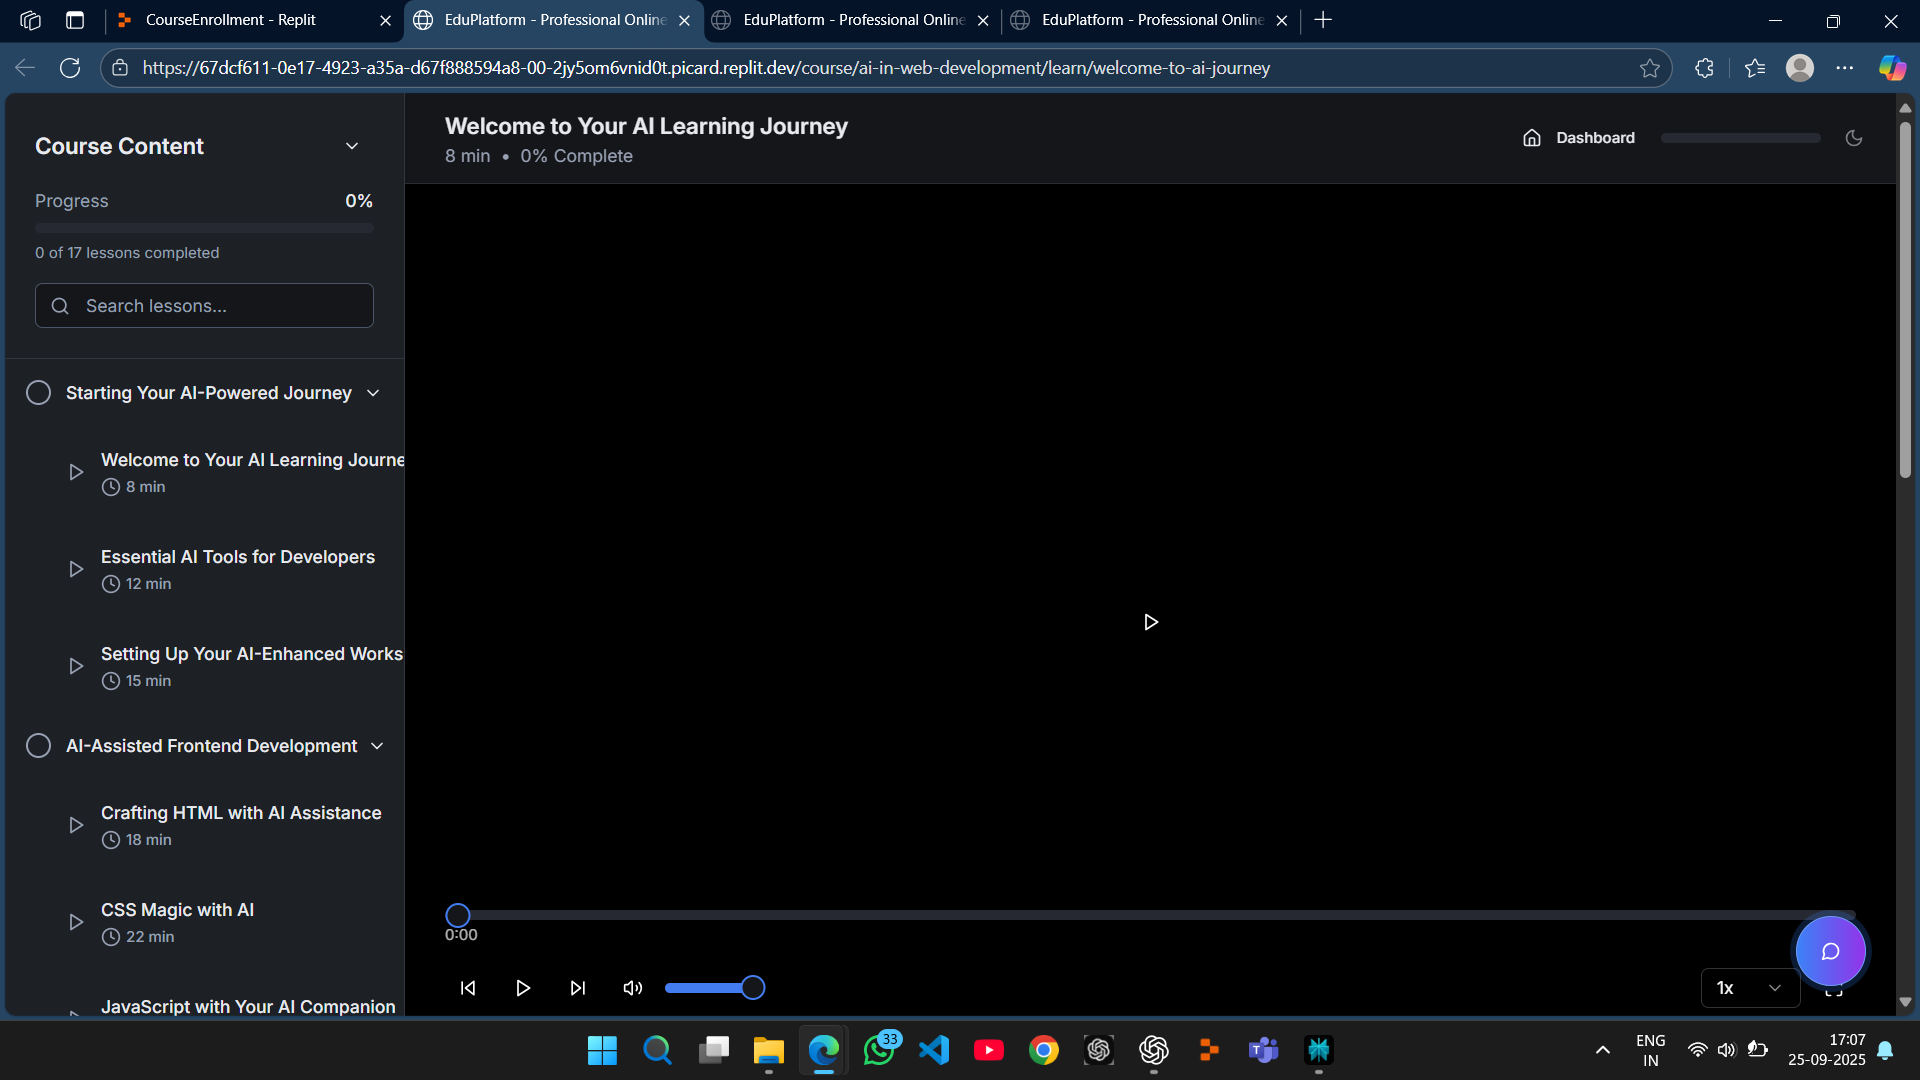 CourseEnrollment - Replit
EduPlatform - Professional Online
EduPlatform - Professional Online
EduPlatform - Professional Online
https://67dcf611-0e17-4923-a35a-d67f888594a8-00-2jy5om6vnid0t.picard.replit.dev/course/ai-in-web-development/learn/welcome-to-ai-journey
Course Content
Progress 0%
0 of 17 lessons completed
Search lessons...
Starting Your AI-Powered Journey
Welcome to Your AI Learning Journe
8 min
Essential AI Tools for Developers
12 min
Setting Up Your AI-Enhanced Works
15 min
AI-Assisted Frontend Development
Crafting HTML with AI Assistance
18 min
CSS Magic with AI
22 min
JavaScript with Your AI Companion
Welcome to Your AI Learning Journey
8 min • 0% Complete
Dashboard
0:00
1x
33
T
ENG
IN
17:07
25-09-2025